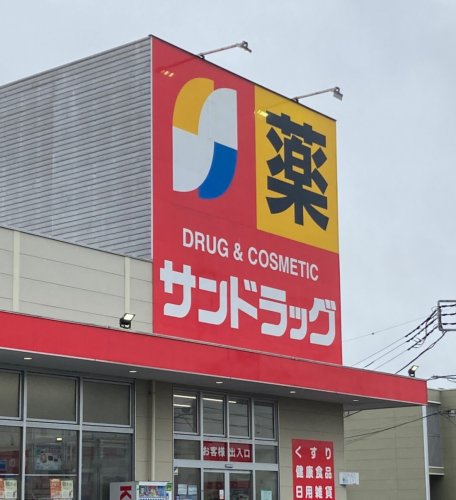 薬
DRUG & COSMETIC
サンドラッグ
お客様 出入口
くすり
健康食品
日用雑貨